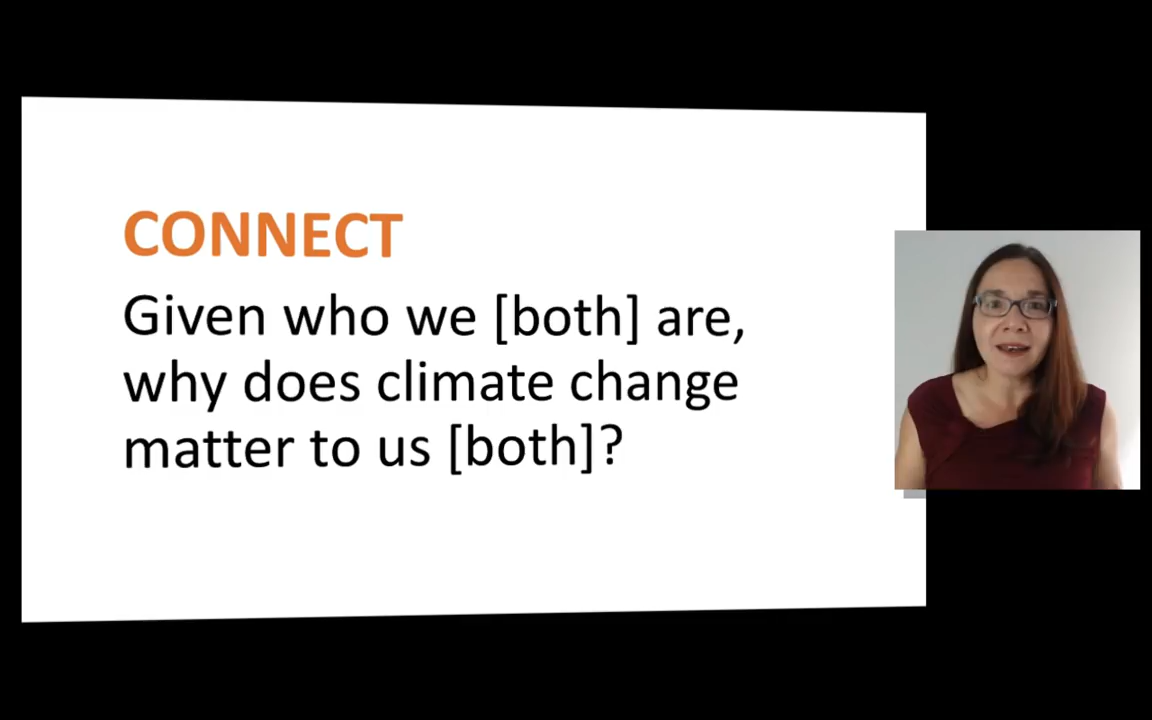 CONNECT
Given who we [both] are,
why does climate change
matter to us [both]?